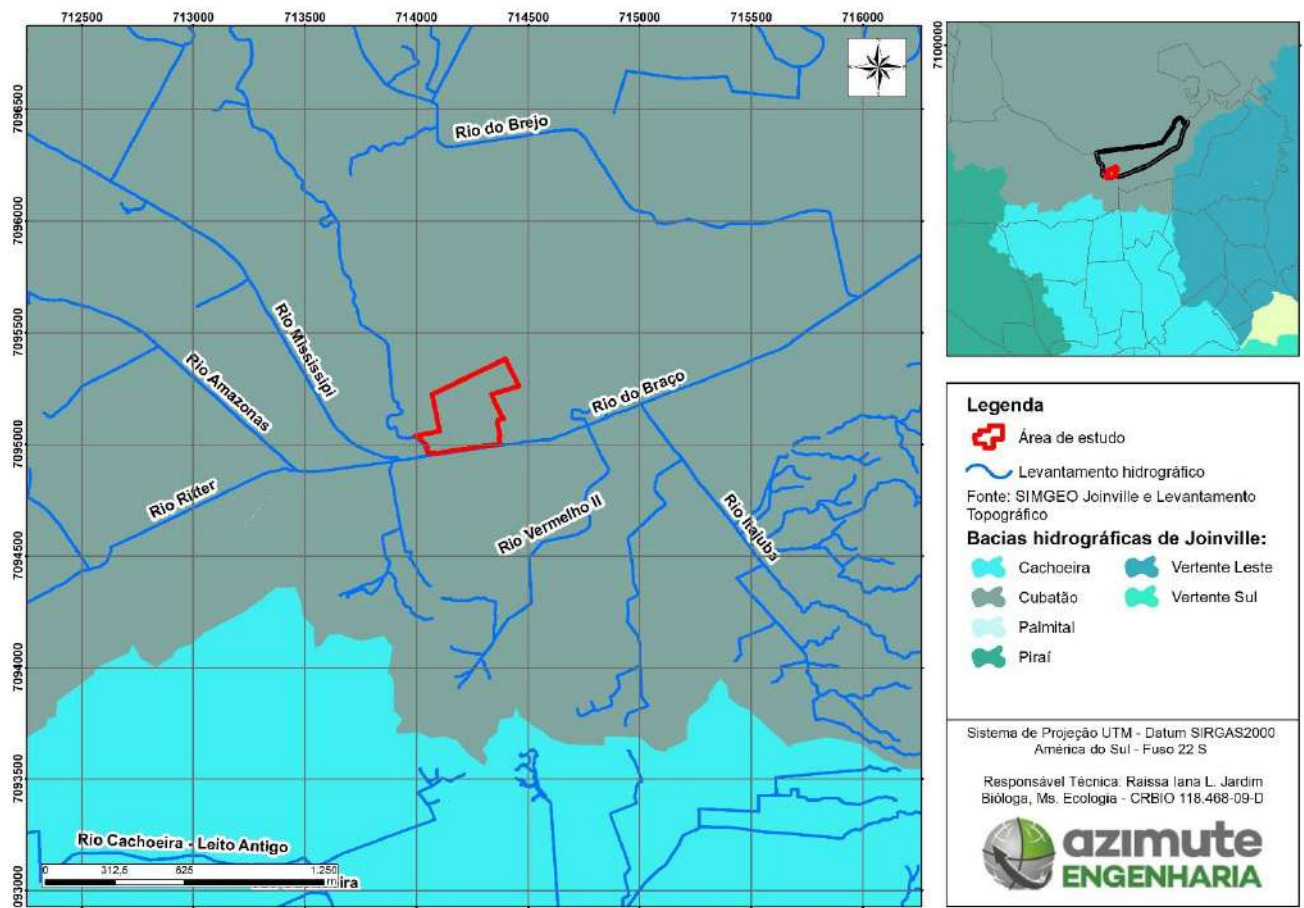 712500
713000
713500
714000
714500
715000
715500
716000
7096500
7096000
7095500
7095000
7094500
7094000
7093500
7093000
Rio do Brejo
Rio Mississipi
Rio Amazonas
Rio do Braço
Rio Ritter
Rio Vermelho II
Rio Itajuba
Rio Cachoeira - Leito Antigo
0 312,5 625 1.250
m
7100000
Legenda
Área de estudo
Levantamento hidrográfico
Fonte: SIMGEO Joinville e Levantamento
Topográfico
Bacias hidrográficas de Joinville:
Cachoeira
Vertente Leste
Cubatão
Vertente Sul
Palmital
Piraí
Sistema de Projeção UTM - Datum SIRGAS2000
América do Sul - Fuso 22 S
Responsável Técnica: Raissa Iana L. Jardim
Bióloga, Ms. Ecologia - CRBIO 118.468-09-D
azimute
ENGENHARIA